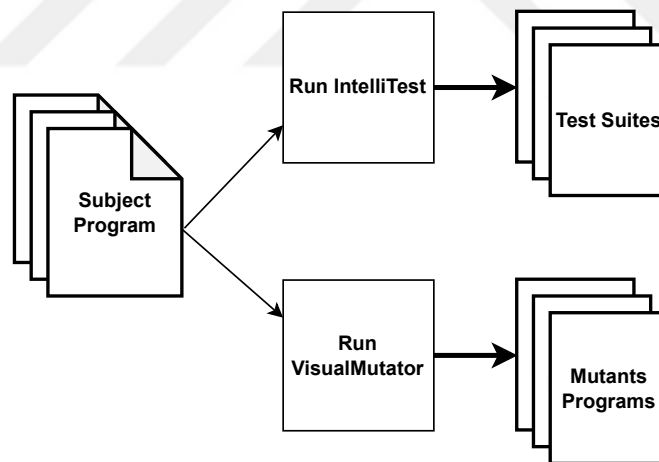 Run IntelliTest
Test Suites
Subject
Program
Run
VisualMutator
Mutants
Programs